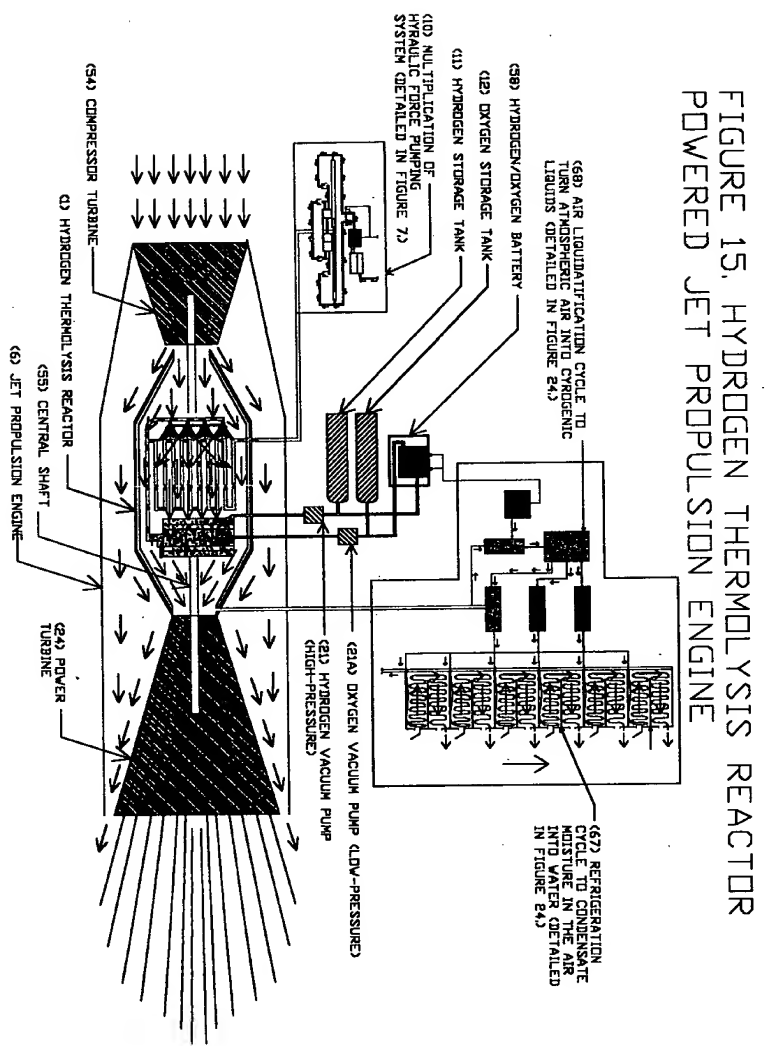 FIGURE 15. HYDROGEN THERMOLYSIS REACTOR
POWERED JET PROPULSION ENGINE
(68) AIR LIQUIDATIFICATION CYCLE TO
TURN ATMOSPHERIC AIR INTO CYROGENIC
LIQUIDS (DETAILED IN FIGURE 24.)
(58) HYDROGEN/OXYGEN BATTERY
(12) OXYGEN STORAGE TANK
(11) HYDROGEN STORAGE TANK
(10) MULTIPLICATION OF
HYRAULIC FORCE PUMPING
SYSTEM (DETAILED IN FIGURE 7.)
(67) REFRIGERATION
CYCLE TO CONDENSATE
MOISTURE IN THE AIR
INTO WATER (DETAILED
IN FIGURE 24.)
(21A) OXYGEN VACUUM PUMP (LOW-PRESSURE)
(21) HYDROGEN VACUUM PUMP
(HIGH-PRESSURE)
(54) COMPRESSOR TURBINE
(1) HYDROGEN THERMOLYSIS REACTOR
(55) CENTRAL SHAFT
(6) JET PROPULSION ENGINE
(24) POWER
TURBINE